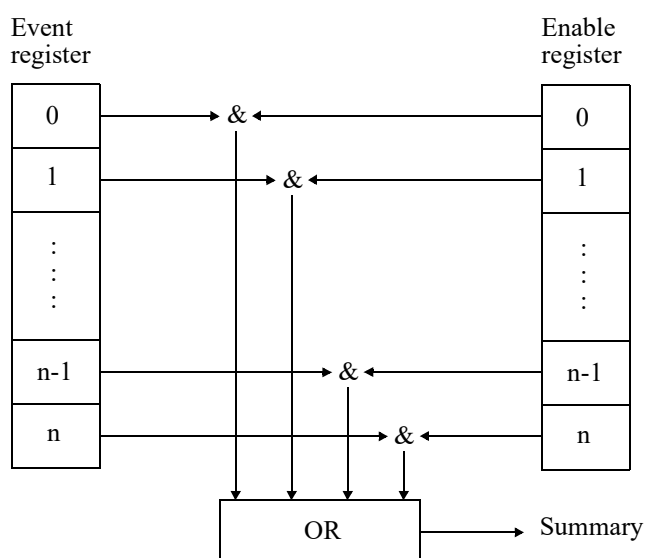 Event
register
Enable
register
0
&
0
1
&
1
:
:
:
:
:
:
n-1
&
n-1
n
&
n
OR
Summary